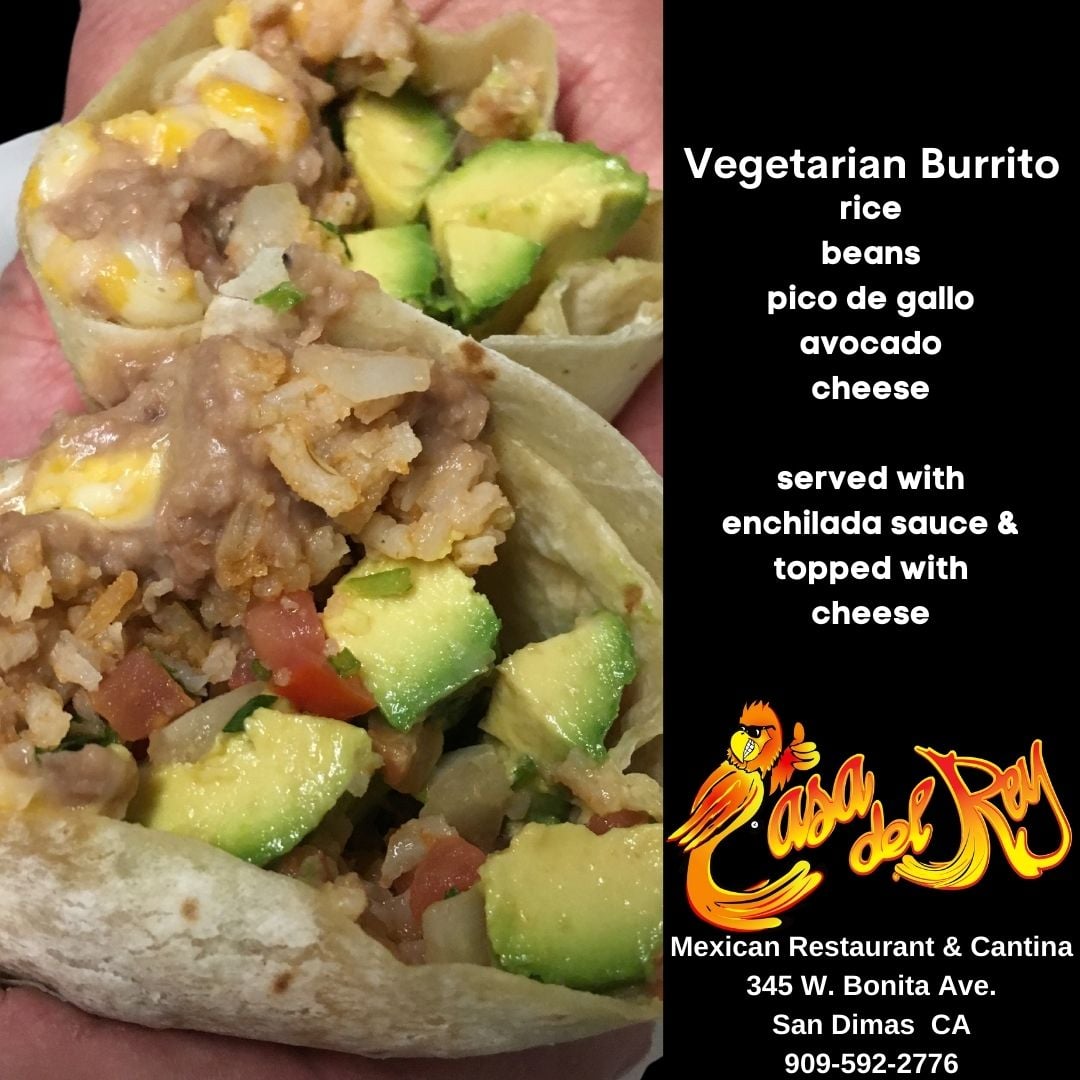 Vegetarian Burrito
rice
beans
pico de gallo
avocado
cheese
served with
enchilada sauce &
topped with
cheese
Casa del Rey
Mexican Restaurant & Cantina
345 W. Bonita Ave.
San Dimas  CA
909-592-2776